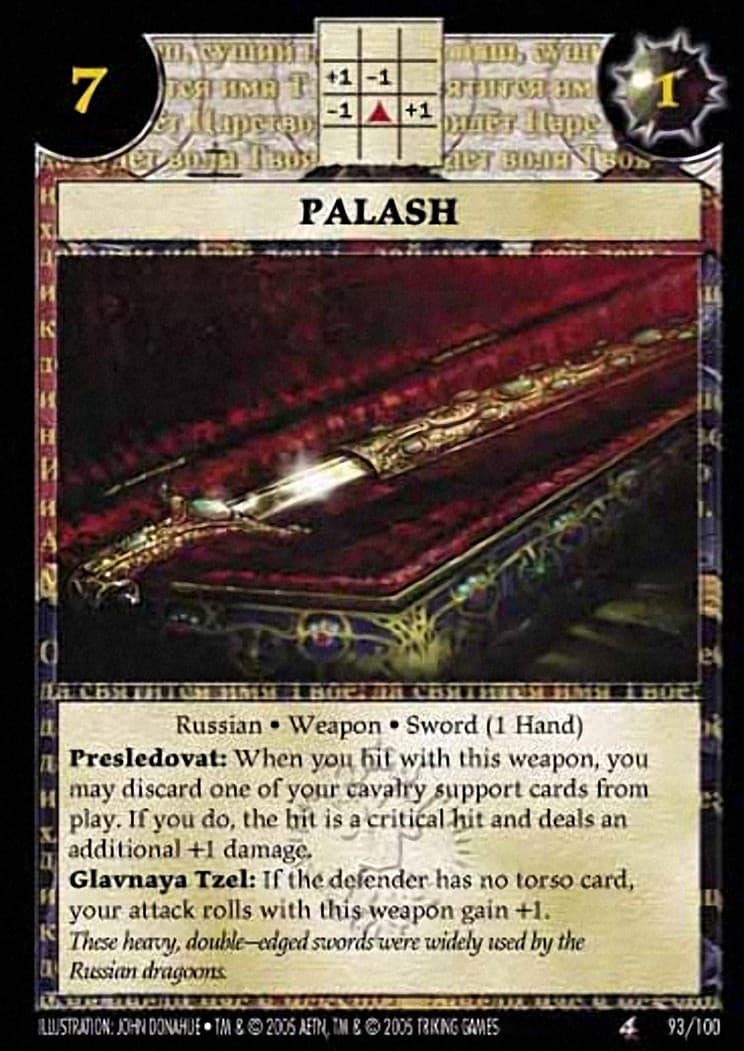 7
1
+1 -1
-1 +1
PALASH
Russian • Weapon • Sword (1 Hand)
Presledovat: When you hit with this weapon, you
may discard one of your cavalry support cards from
play. If you do, the hit is a critical hit and deals an
additional +1 damage.
Glavnaya Tzel: If the defender has no torso card,
your attack rolls with this weapon gain +1.
These heavy, double-edged swords were widely used by the
Russian dragoons.
ILLUSTRATION: JOHN DONAHUE • TM & © 2005 AETN, TM & © 2005 TRIKING GAMES
4 93/100